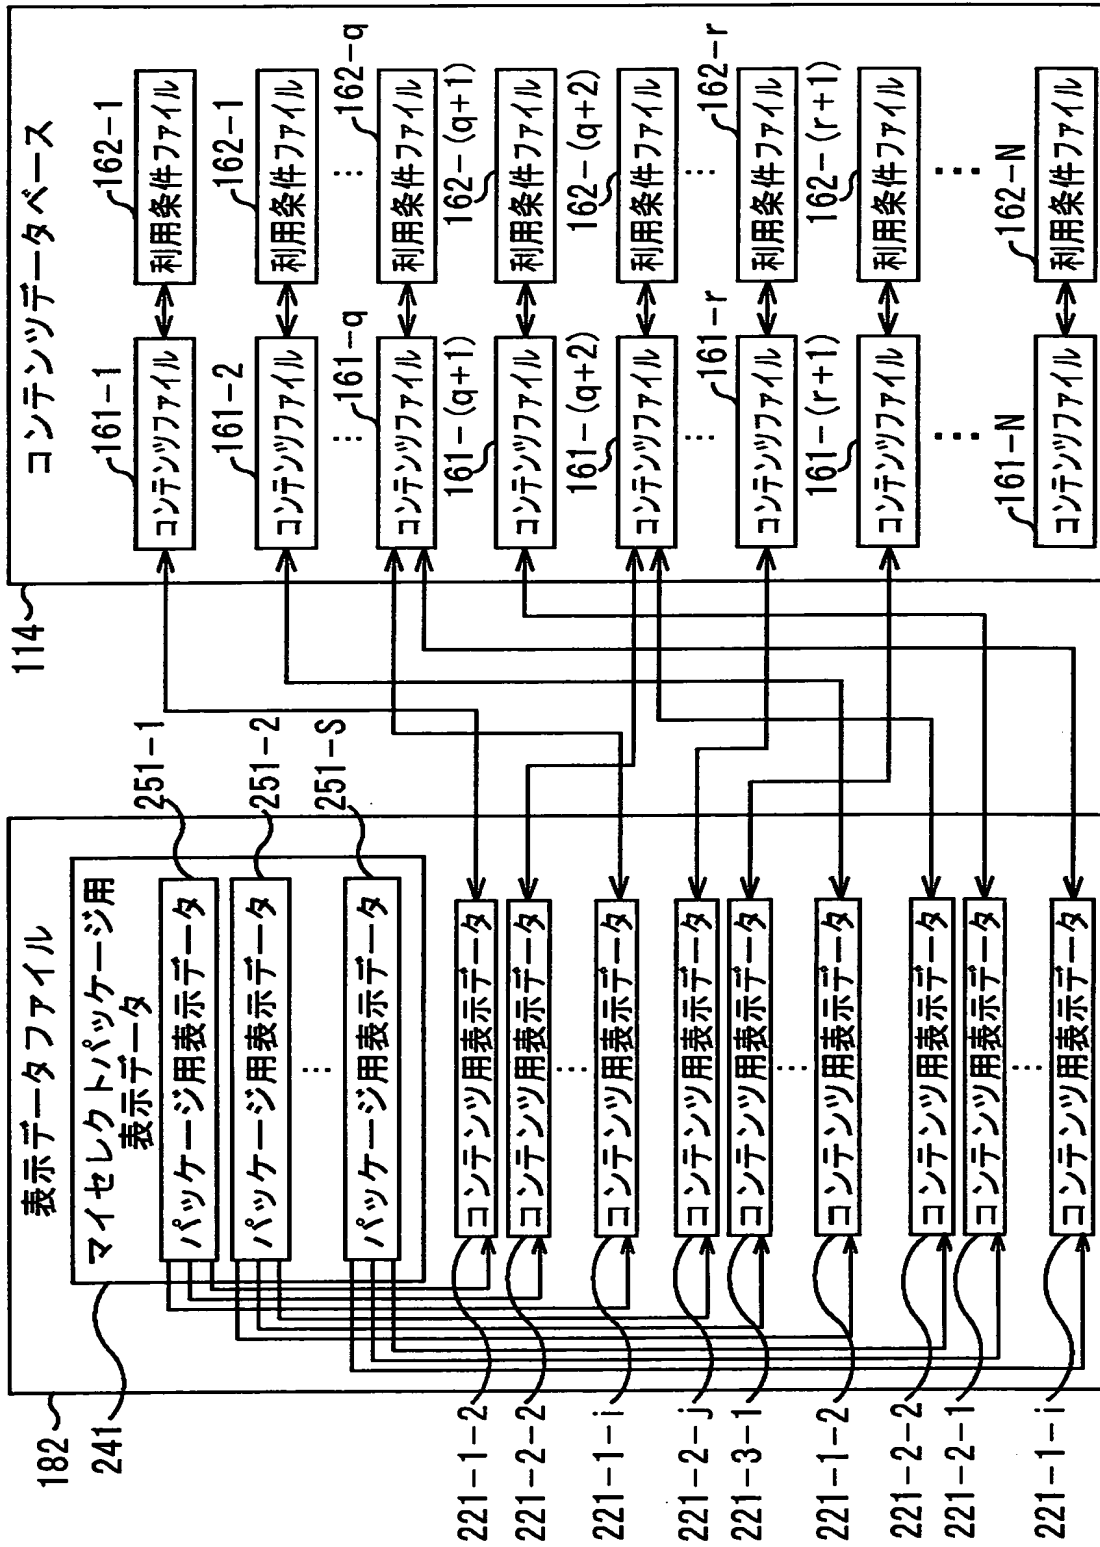 表示データファイル
182
マイセレクトパッケージ用
表示データ
241
パッケージ用表示データ
251-1
パッケージ用表示データ
251-2
⋮
パッケージ用表示データ
251-S
221-1-2
コンテンツ用表示データ
221-2-2
コンテンツ用表示データ
⋮
221-1-i
コンテンツ用表示データ
221-2-j
コンテンツ用表示データ
221-3-1
コンテンツ用表示データ
⋮
221-1-2
コンテンツ用表示データ
221-2-2
コンテンツ用表示データ
221-2-1
コンテンツ用表示データ
⋮
221-1-i
コンテンツ用表示データ
114
コンテンツデータベース
161-1
コンテンツファイル
162-1
利用条件ファイル
161-2
コンテンツファイル
162-1
利用条件ファイル
⋮
⋮
161-q
コンテンツファイル
162-q
利用条件ファイル
161-(q+1)
コンテンツファイル
162-(q+1)
利用条件ファイル
161-(q+2)
コンテンツファイル
162-(q+2)
利用条件ファイル
⋮
⋮
161-r
コンテンツファイル
162-r
利用条件ファイル
161-(r+1)
コンテンツファイル
162-(r+1)
利用条件ファイル
⋮
⋮
161-N
コンテンツファイル
162-N
利用条件ファイル